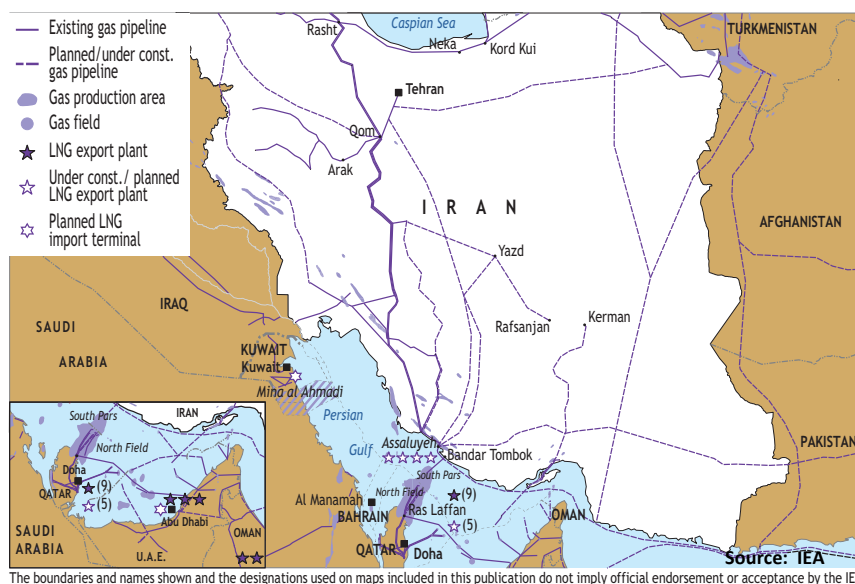 Existing gas pipeline
Planned/under const.
gas pipeline
Gas production area
Gas field
LNG export plant
Under const./ planned
LNG export plant
Planned LNG
import terminal
Caspian Sea
Rasht
Neka
Kord Kui
TURKMENISTAN
Tehran
Qom
Arak
I R A N
AFGHANISTAN
Yazd
IRAQ
Rafsanjan
Kerman
SAUDI
ARABIA
KUWAIT
Kuwait
Mina al Ahmadi
Persian
Gulf
Assaluyeh
Bandar Tombok
PAKISTAN
South Pars
North Field
(9)
Al Manamah
BAHRAIN
Ras Laffan
(5)
OMAN
QATAR
Doha
IRAN
South Pars
North Field
Doha
QATAR
(9)
(5)
Abu Dhabi
SAUDI
ARABIA
U.A.E.
OMAN
Source: IEA
The boundaries and names shown and the designations used on maps included in this publication do not imply official endorsement or acceptance by the IE